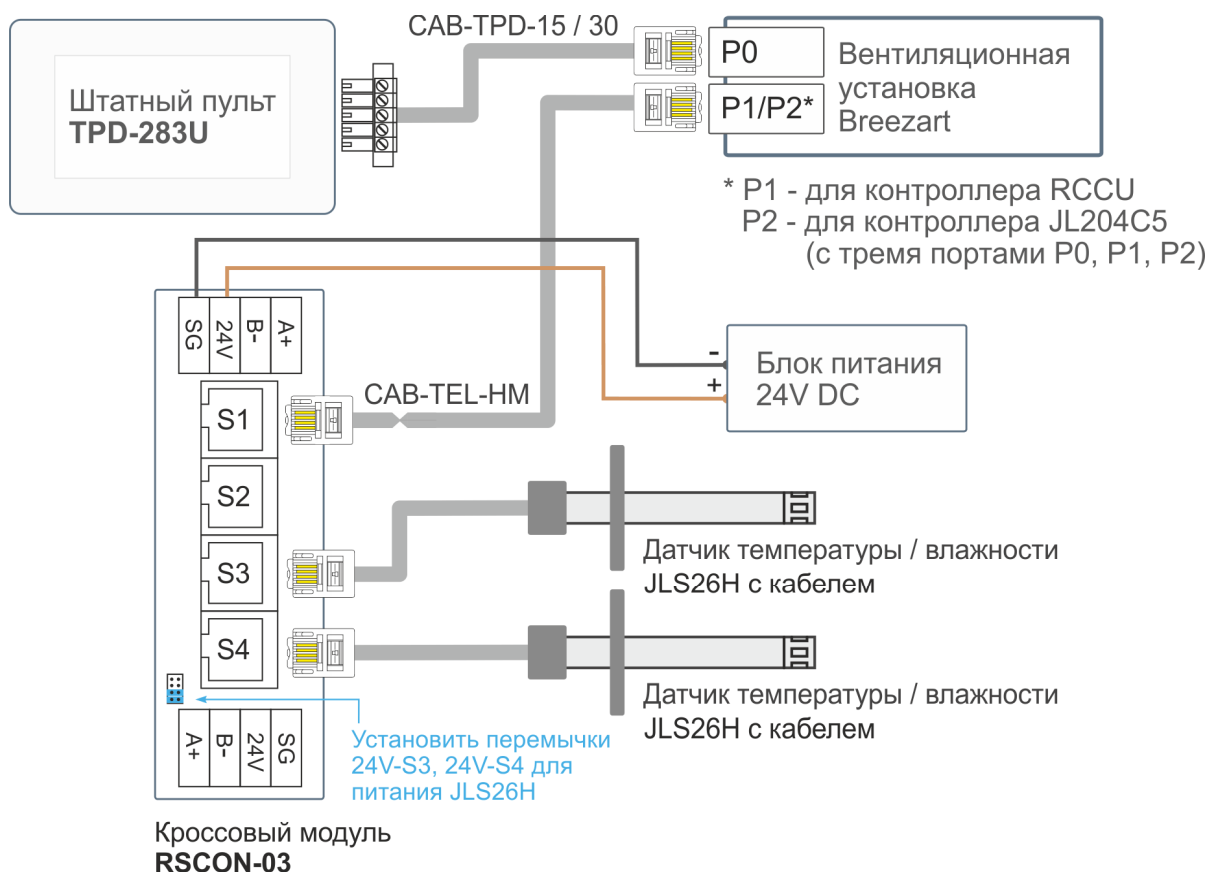 CAB-TPD-15 / 30
Штатный пульт
TPD-283U
P0
P1/P2*
Вентиляционная
установка
Breezart
* P1 - для контроллера RCCU
P2 - для контроллера JL204C5
(с тремя портами P0, P1, P2)
SG
24V
B-
A+
-
+
Блок питания
24V DC
CAB-TEL-HM
S1
S2
S3
S4
Датчик температуры / влажности
JLS26H с кабелем
Датчик температуры / влажности
JLS26H с кабелем
A+
B-
24V
SG
Установить перемычки
24V-S3, 24V-S4 для
питания JLS26H
Кроссовый модуль
RSCON-03